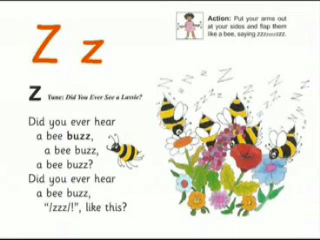 Z z
Action: Put your arms out
at your sides and flap them
like a bee, saying zzzzzzzz.
Z Tune: Did You Ever See a Lassie?
Did you ever hear
a bee buzz,
a bee buzz,
a bee buzz?
Did you ever hear
a bee buzz,
"/zzz/!", like this?